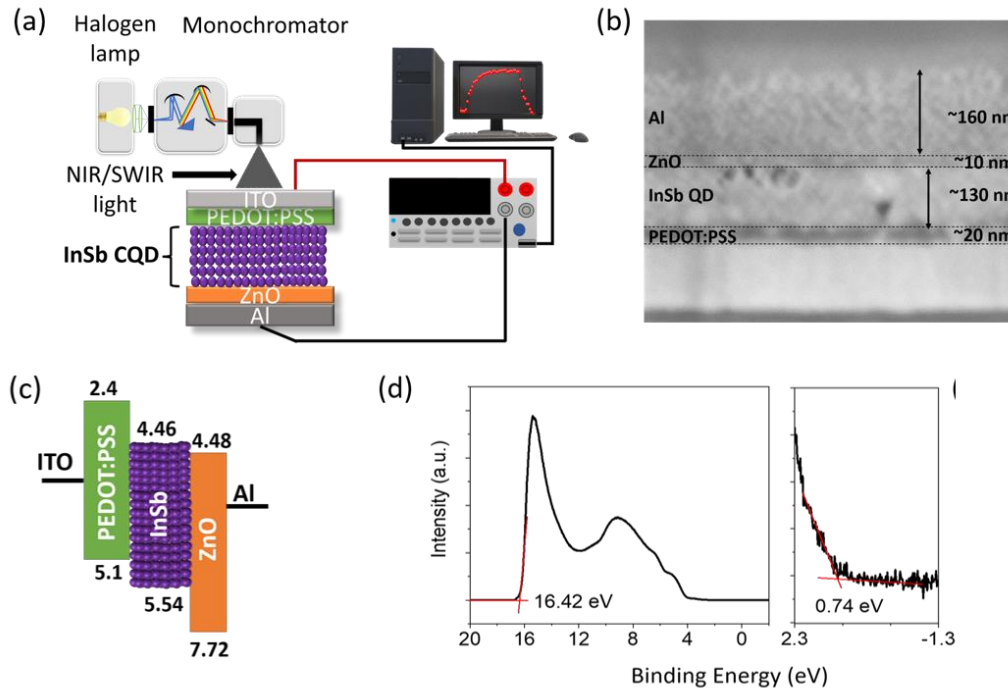 (a)
Halogen
lamp
Monochromator
NIR/SWIR
light
ITO
PEDOT:PSS
InSb CQD
ZnO
Al
(b)
Al
~160 nm
ZnO
~10 nm
InSb QD
~130 nm
PEDOT:PSS
~20 nm
(c)
2.4
4.46
4.48
ITO
PEDOT:PSS
InSb
ZnO
Al
5.1
5.54
7.72
(d)
Intensity (a.u.)
16.42 eV
0.74 eV
20 16 12 8 4 0
2.3 -1.3
Binding Energy (eV)